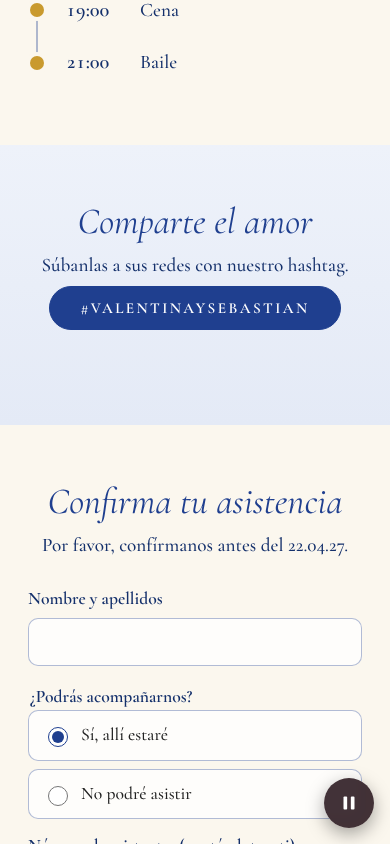 19:00 Cena
21:00 Baile
Comparte el amor
Súbanlas a sus redes con nuestro hashtag.
#VALENTINAYSEBASTIAN
Confirma tu asistencia
Por favor, confírmanos antes del 22.04.27.
Nombre y apellidos
¿Podrás acompañarnos?
Sí, allí estaré
No podré asistir